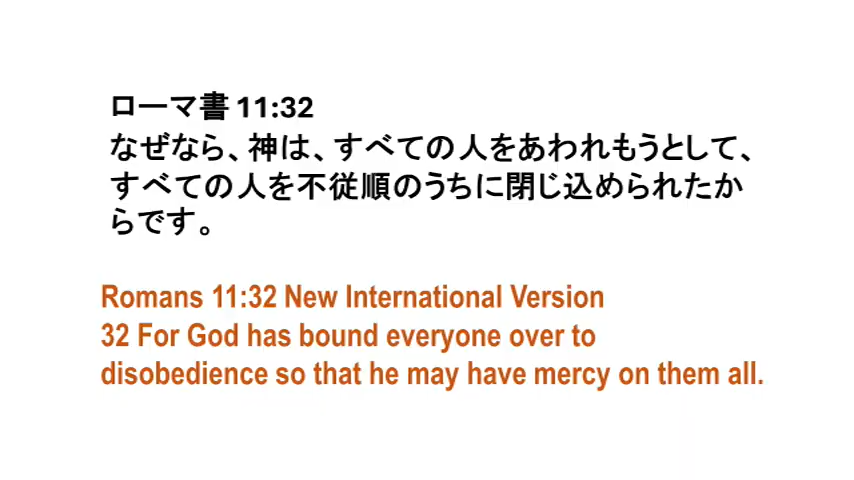 ローマ書 11:32
なぜなら、神は、すべての人をあわれもうとして、
すべての人を不従順のうちに閉じ込められたか
らです。
Romans 11:32 New International Version
32 For God has bound everyone over to
disobedience so that he may have mercy on them all.